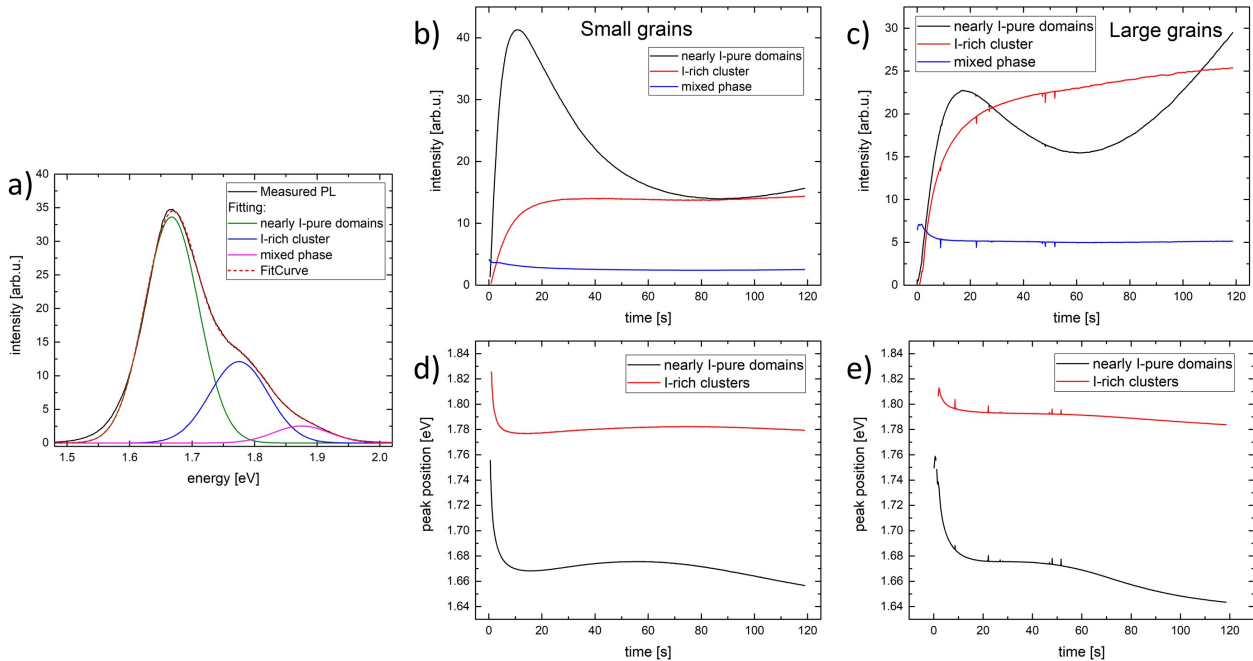 a)
Measured PL
Fitting:
nearly I-pure domains
I-rich cluster
mixed phase
FitCurve
40
35
30
25
20
15
10
5
0
intensity [arb.u.]
1.5
1.6
1.7
1.8
1.9
2.0
energy [eV]
b)
Small grains
nearly I-pure domains
I-rich cluster
mixed phase
40
30
20
10
0
intensity [arb.u.]
0
20
40
60
80
100
120
time [s]
c)
Large grains
nearly I-pure domains
I-rich cluster
mixed phase
30
25
20
15
10
5
0
intensity [arb.u.]
0
20
40
60
80
100
120
time [s]
d)
nearly I-pure domains
I-rich clusters
1.84
1.82
1.80
1.78
1.76
1.74
1.72
1.70
1.68
1.66
1.64
peak position [eV]
0
20
40
60
80
100
120
time [s]
e)
nearly I-pure domains
I-rich clusters
1.84
1.82
1.80
1.78
1.76
1.74
1.72
1.70
1.68
1.66
1.64
peak position [eV]
0
20
40
60
80
100
120
time [s]